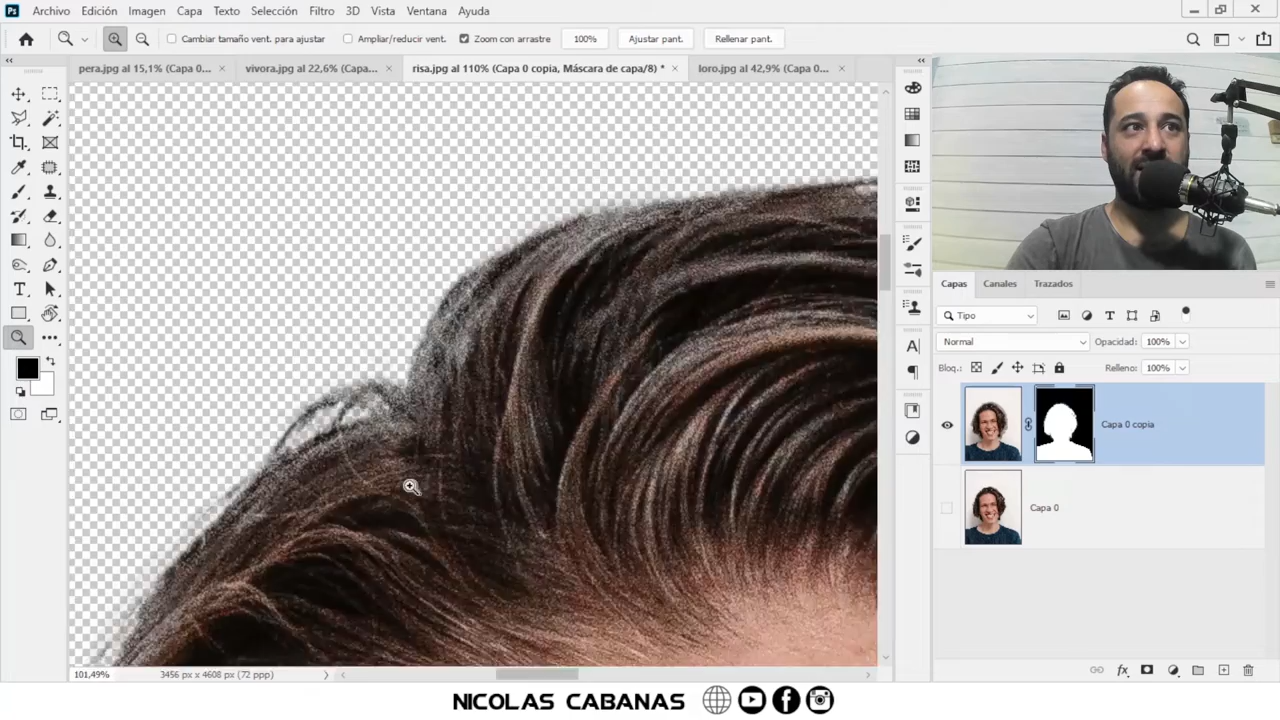 Ps Archivo Edición Imagen Capa Texto Selección Filtro 3D Vista Ventana Ayuda
Cambiar tamaño vent. para ajustar Ampliar/reducir vent. Zoom con arrastre 100% Ajustar pant. Rellenar pant.
pera.jpg al 15,1% (Capa 0... × vivora.jpg al 22,6% (Capa... × risa.jpg al 110% (Capa 0 copia, Máscara de capa/8) * × loro.jpg al 42,9% (Capa 0... ×
Capas Canales Trazados
Tipo
Normal Opacidad: 100%
Bloq.: Relleno: 100%
Capa 0 copia
Capa 0
101,49% 3456 px x 4608 px (72 ppp)
NICOLAS CABANAS